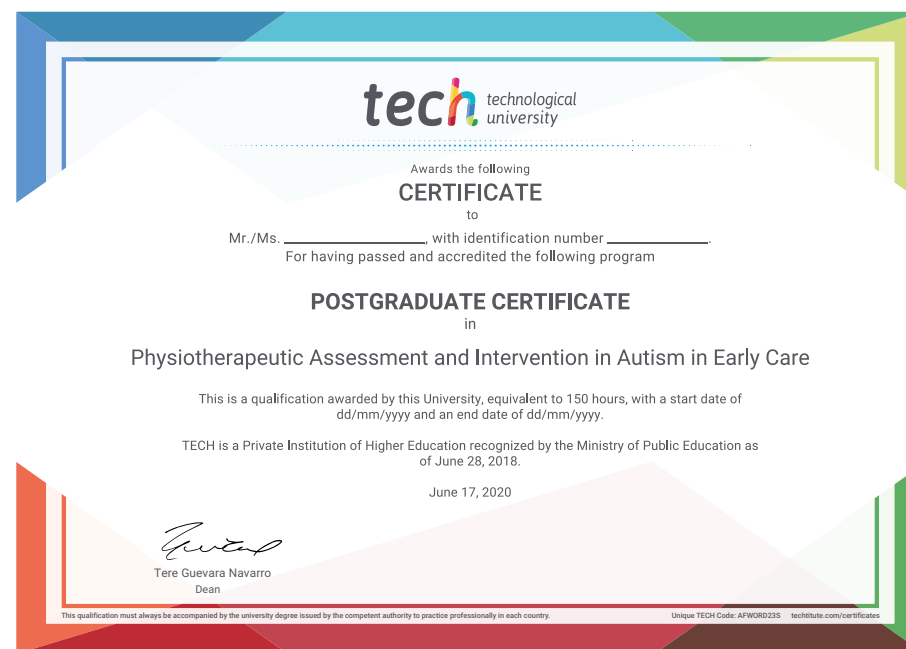 tech technological
university
Awards the following
CERTIFICATE
to
Mr./Ms. ________________, with identification number ____________.
For having passed and accredited the following program
POSTGRADUATE CERTIFICATE
in
Physiotherapeutic Assessment and Intervention in Autism in Early Care
This is a qualification awarded by this University, equivalent to 150 hours, with a start date of
dd/mm/yyyy and an end date of dd/mm/yyyy.
TECH is a Private Institution of Higher Education recognized by the Ministry of Public Education as
of June 28, 2018.
June 17, 2020
Tere Guevara Navarro
Dean
This qualification must always be accompanied by the university degree issued by the competent authority to practice professionally in each country. Unique TECH Code: AFWORD23S techtitute.com/certificates